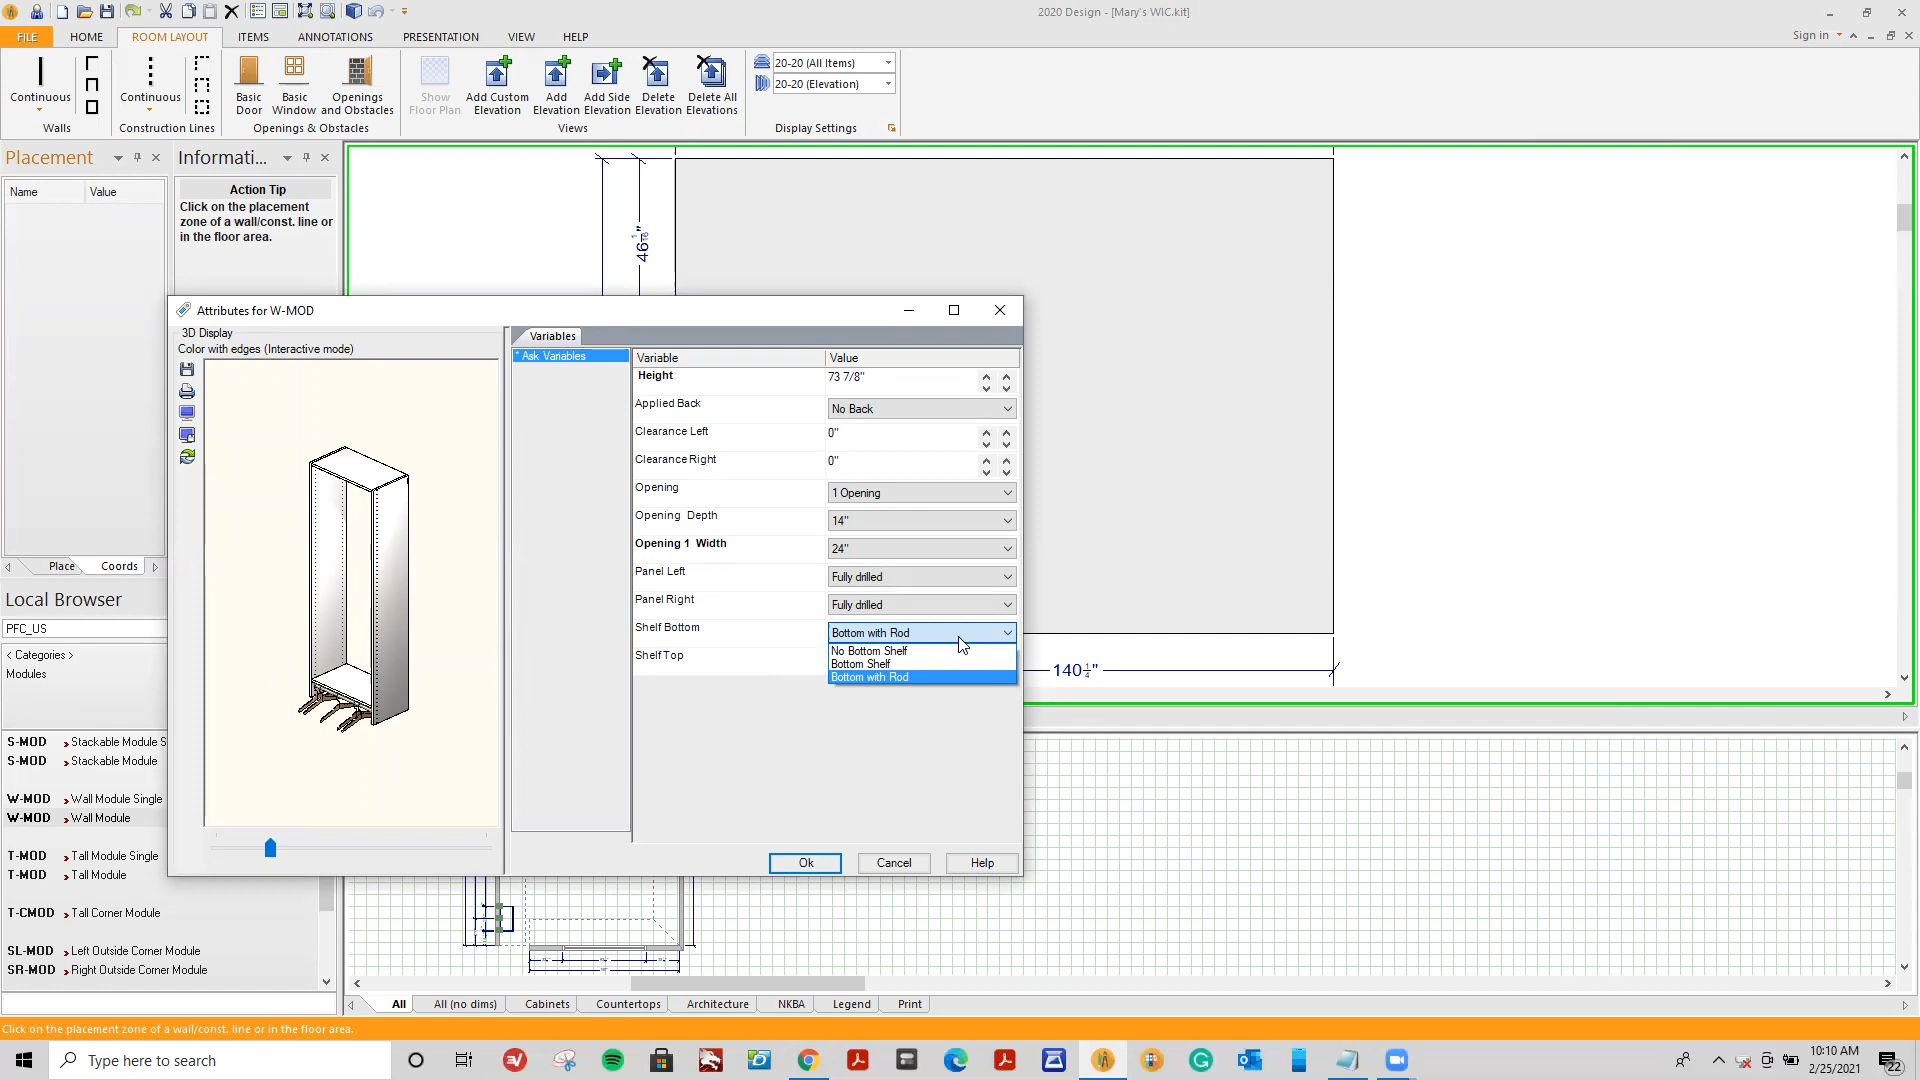 2020 Design - [Mary's WIC.kit]
FILE HOME ROOM LAYOUT ITEMS ANNOTATIONS PRESENTATION VIEW HELP
Sign in
Continuous
Walls
Continuous
Construction Lines
Basic Door
Basic Window
Openings and Obstacles
Openings & Obstacles
Show Floor Plan
Add Custom Elevation
Add Elevation
Add Side Elevation
Delete Elevation
Delete All Elevations
Views
20-20 (All Items)
20-20 (Elevation)
Display Settings
Placement
Name Value
Place Coords
Informati...
Action Tip
Click on the placement
zone of a wall/const. line or
in the floor area.
46 1/16"
140 1/4"
Attributes for W-MOD
3D Display
Color with edges (Interactive mode)
Variables
* Ask Variables
Variable Value
Height 73 7/8"
Applied Back No Back
Clearance Left 0"
Clearance Right 0"
Opening 1 Opening
Opening Depth 14"
Opening 1 Width 24"
Panel Left Fully drilled
Panel Right Fully drilled
Shelf Bottom Bottom with Rod
No Bottom Shelf
Bottom Shelf
Bottom with Rod
Shelf Top
Ok Cancel Help
Local Browser
PFC_US
< Categories >
Modules
S-MOD Stackable Module S
S-MOD Stackable Module
W-MOD Wall Module Single
W-MOD Wall Module
T-MOD Tall Module Single
T-MOD Tall Module
T-CMOD Tall Corner Module
SL-MOD Left Outside Corner Module
SR-MOD Right Outside Corner Module
All All (no dims) Cabinets Countertops Architecture NKBA Legend Print
Click on the placement zone of a wall/const. line or in the floor area.
Type here to search
10:10 AM
2/25/2021
22